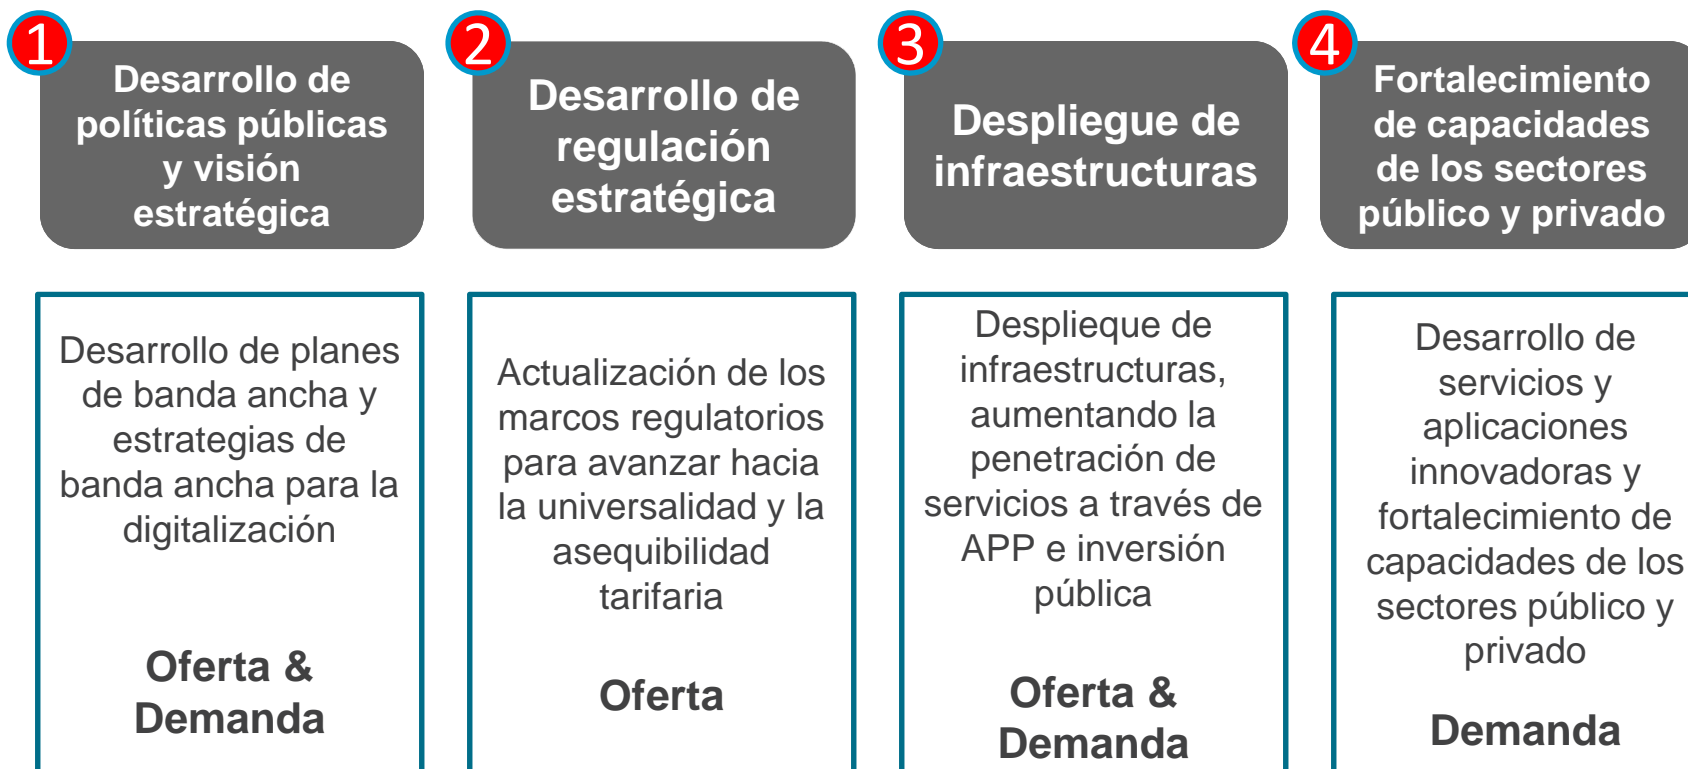 1
Desarrollo de
políticas públicas
y visión
estratégica
Desarrollo de planes
de banda ancha y
estrategias de
banda ancha para la
digitalización
Oferta &
Demanda
2
Desarrollo de
regulación
estratégica
Actualización de los
marcos regulatorios
para avanzar hacia
la universalidad y la
asequibilidad
tarifaria
Oferta
3
Despliegue de
infraestructuras
Desplieque de
infraestructuras,
aumentando la
penetración de
servicios a través de
APP e inversión
pública
Oferta &
Demanda
4
Fortalecimiento
de capacidades
de los sectores
público y privado
Desarrollo de
servicios y
aplicaciones
innovadoras y
fortalecimiento de
capacidades de los
sectores público y
privado
Demanda